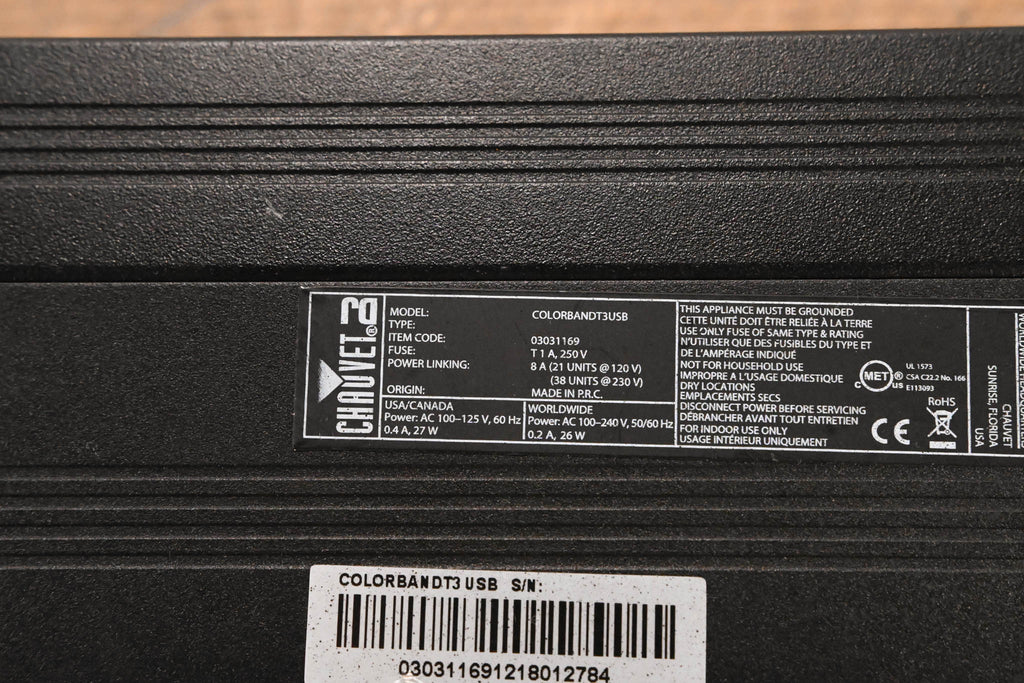 CHAUVET®
MODEL: COLORBANDT3USB
TYPE:
ITEM CODE: 03031169
FUSE: T 1 A, 250 V
POWER LINKING: 8 A (21 UNITS @ 120 V)
(38 UNITS @ 230 V)
ORIGIN: MADE IN P.R.C.
USA/CANADA
Power: AC 100–125 V, 60 Hz
0.4 A, 27 W
WORLDWIDE
Power: AC 100–240 V, 50/60 Hz
0.2 A, 26 W
THIS APPLIANCE MUST BE GROUNDED
CETTE UNITÉ DOIT ÊTRE RELIÉE À LA TERRE
USE ONLY FUSE OF SAME TYPE & RATING
N'UTILISER QUE DES FUSIBLES DU TYPE ET
DE L'AMPÉRAGE INDIQUÉ
NOT FOR HOUSEHOLD USE
IMPROPRE A L'USAGE DOMESTIQUE
DRY LOCATIONS
EMPLACEMENTS SECS
DISCONNECT POWER BEFORE SERVICING
DÉBRANCHER AVANT TOUT ENTRETIEN
FOR INDOOR USE ONLY
USAGE INTÉRIEUR UNIQUEMENT
c MET ® us
UL 1573
CSA C22.2 No. 166
E113093
CE
RoHS
CHAUVET
SUNRISE, FLORIDA
USA
COLORBANDT3 USB S/N:
030311691218012784